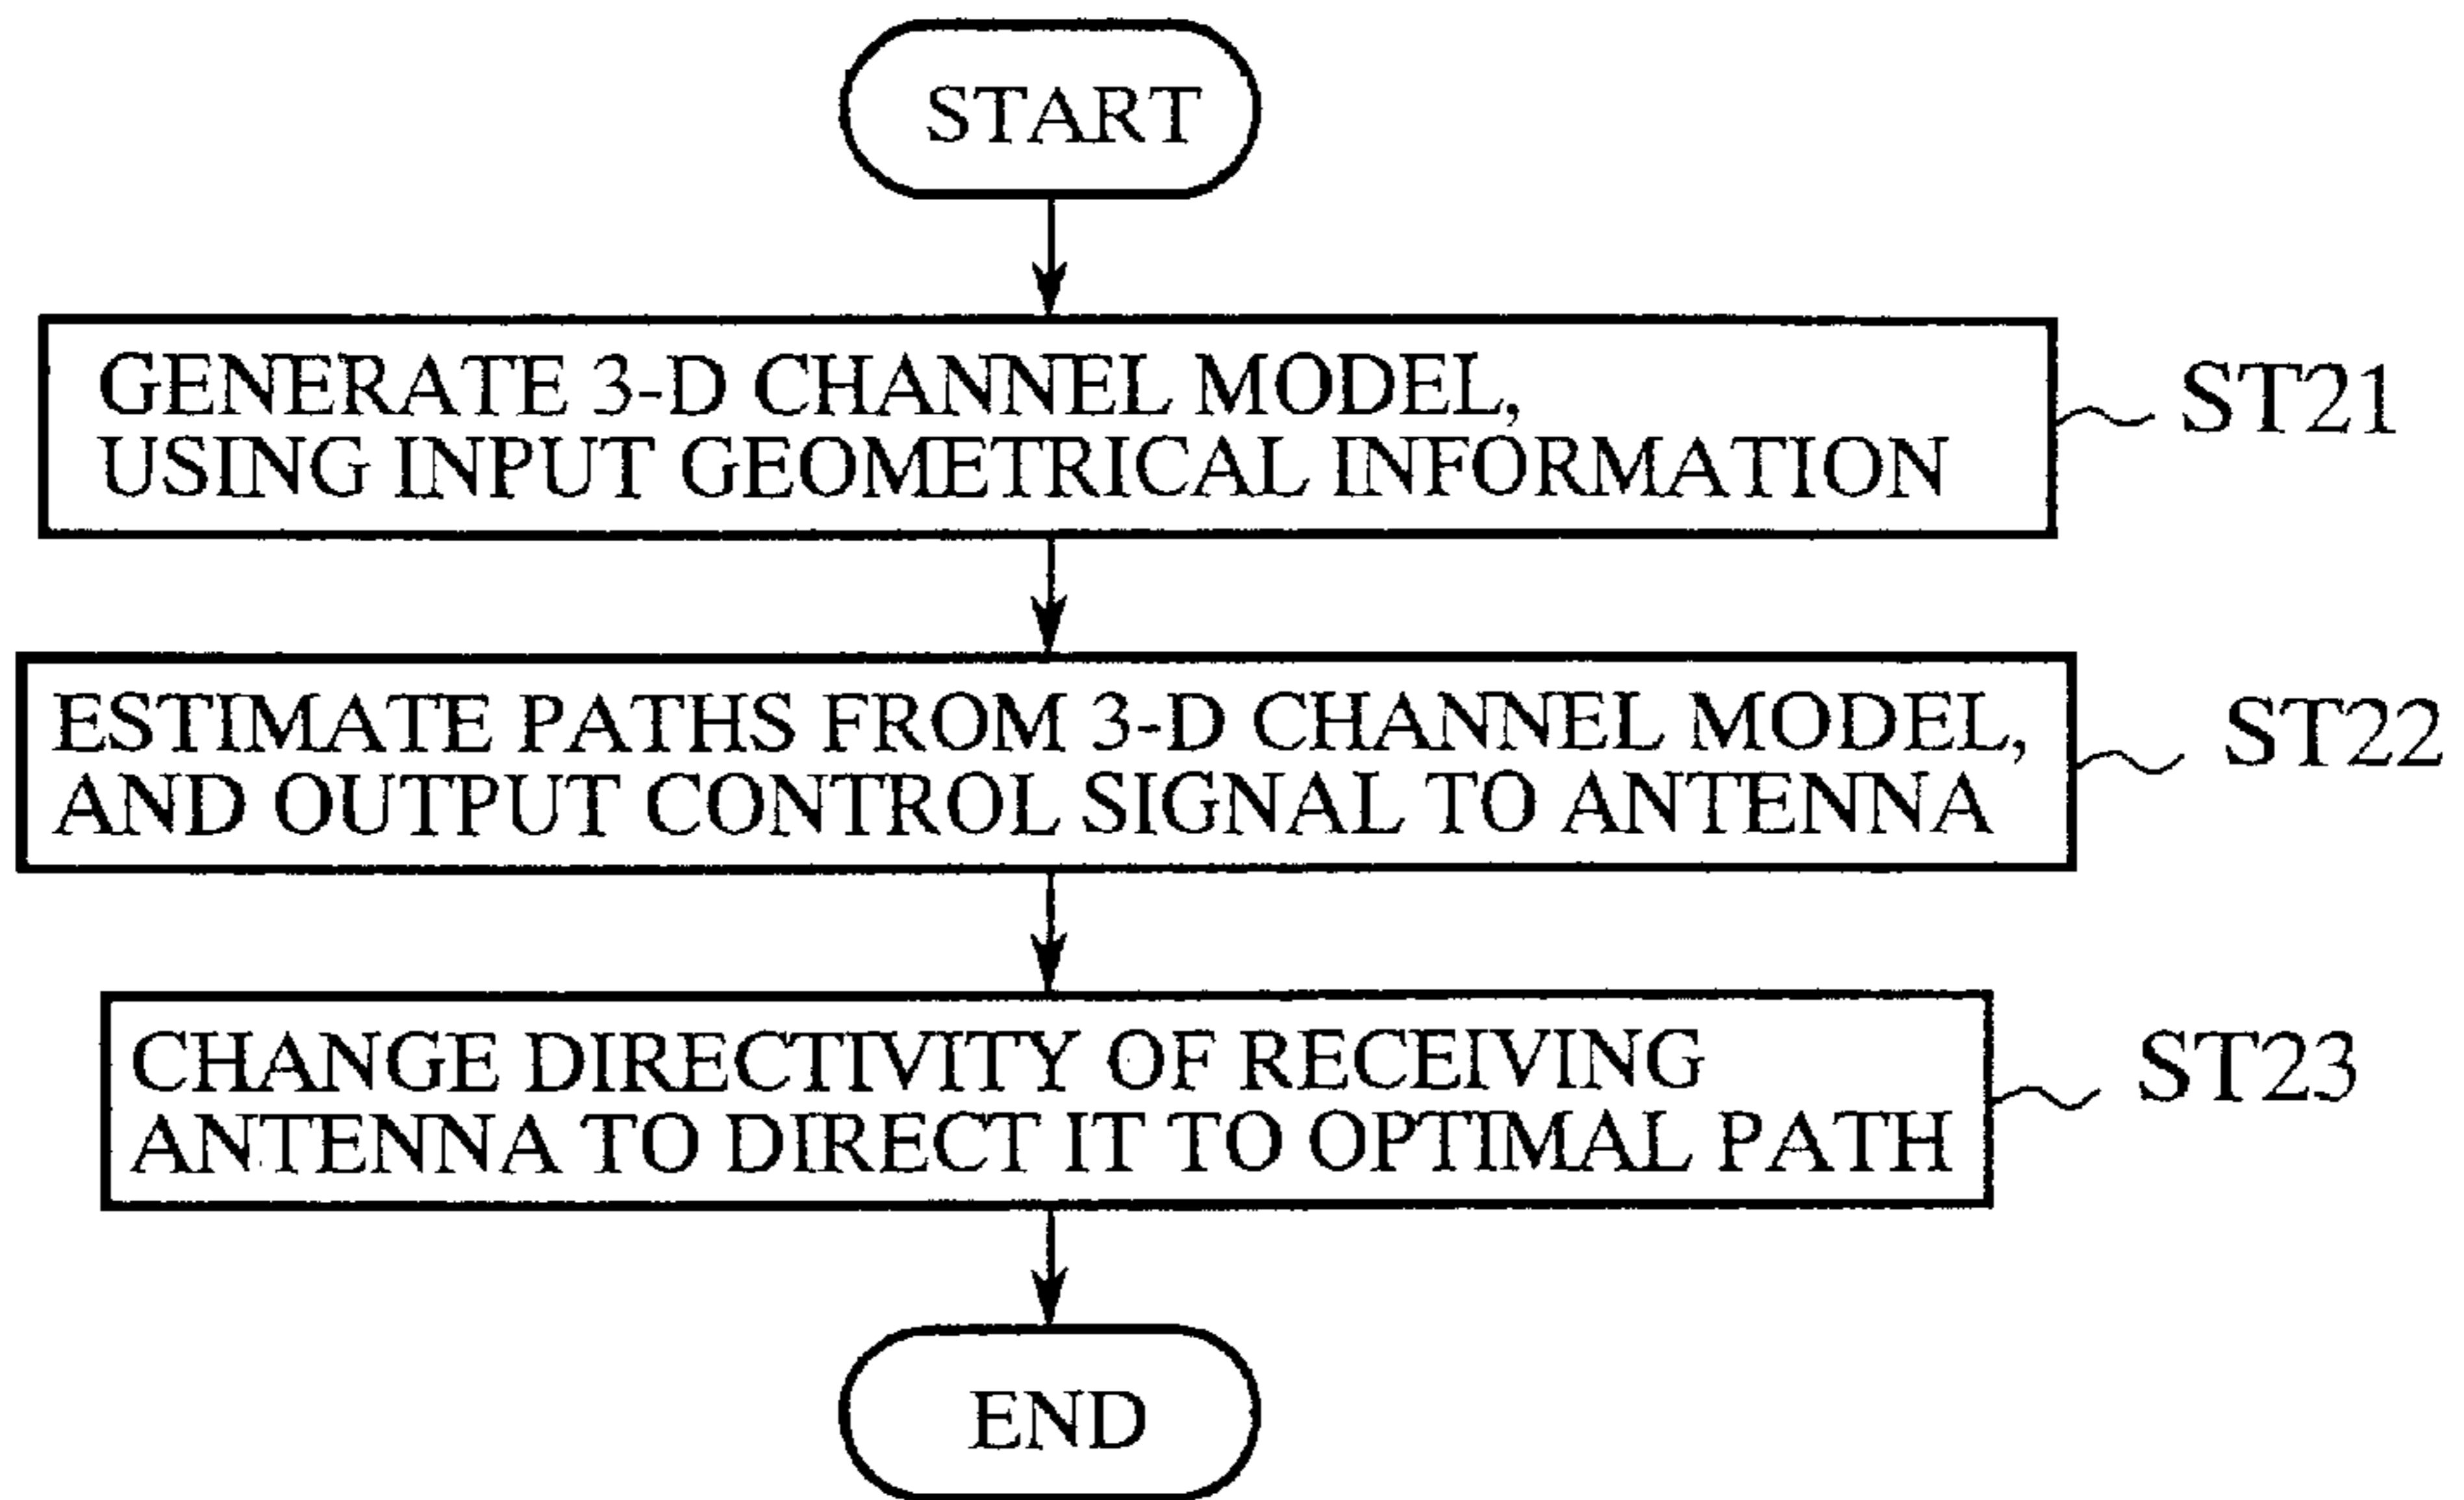 START
GENERATE 3-D CHANNEL MODEL,
USING INPUT GEOMETRICAL INFORMATION
ST21
ESTIMATE PATHS FROM 3-D CHANNEL MODEL,
AND OUTPUT CONTROL SIGNAL TO ANTENNA
ST22
CHANGE DIRECTIVITY OF RECEIVING
ANTENNA TO DIRECT IT TO OPTIMAL PATH
ST23
END